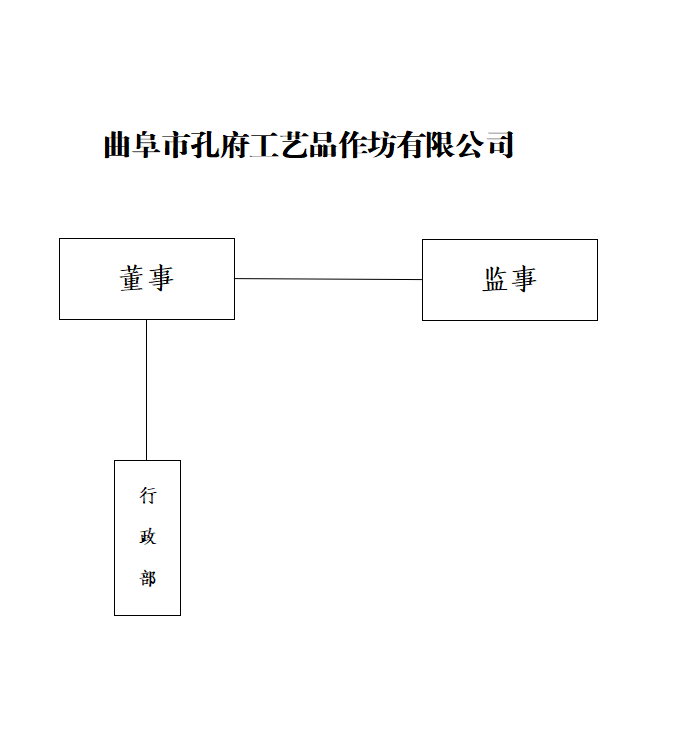 曲阜市孔府工艺品作坊有限公司
董事
监事
行
政
部